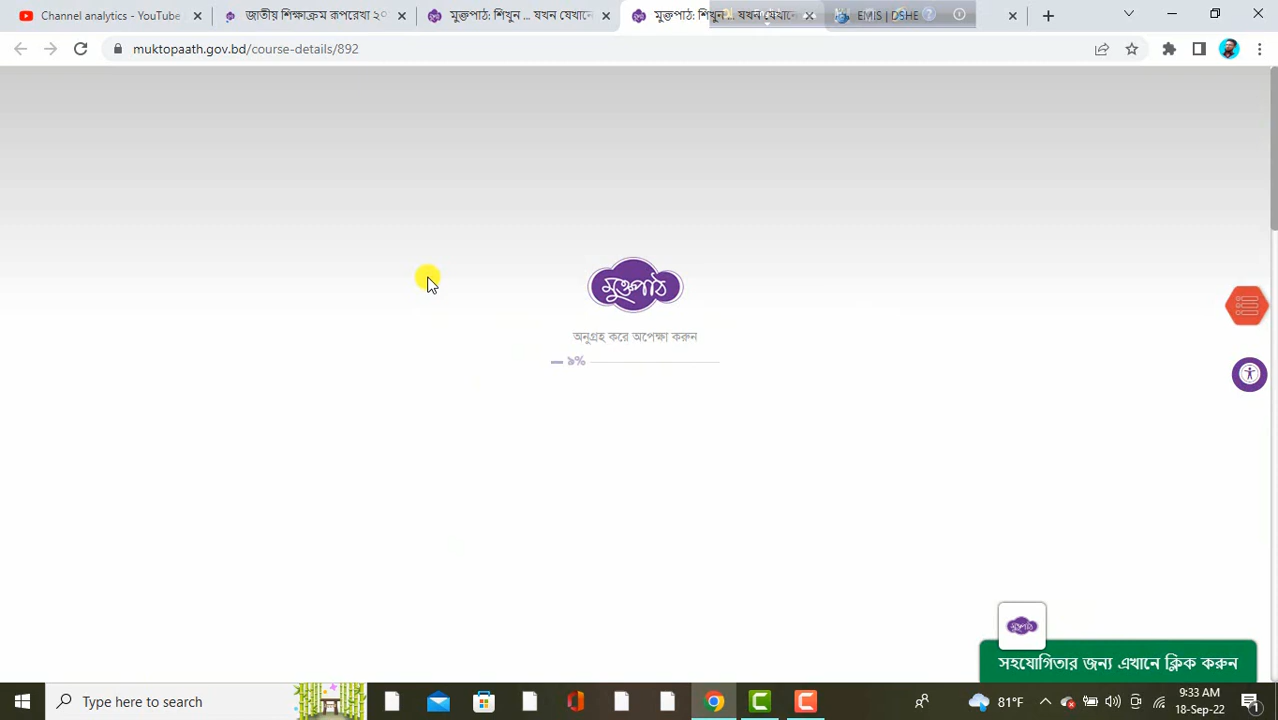 Channel analytics - YouTube
জাতীয় শিক্ষাক্রম রূপরেখা ২০
মুক্তপাঠ: শিখুন ... যখন যেখানে
মুক্তপাঠ: শিখুন ... যখন যেখানে
EMIS | DSHE
muktopaath.gov.bd/course-details/892
মুক্তপাঠ
অনুগ্রহ করে অপেক্ষা করুন
৯%
মুক্তপাঠ
সহযোগিতার জন্য এখানে ক্লিক করুন
Type here to search
81°F
9:33 AM
18-Sep-22
1